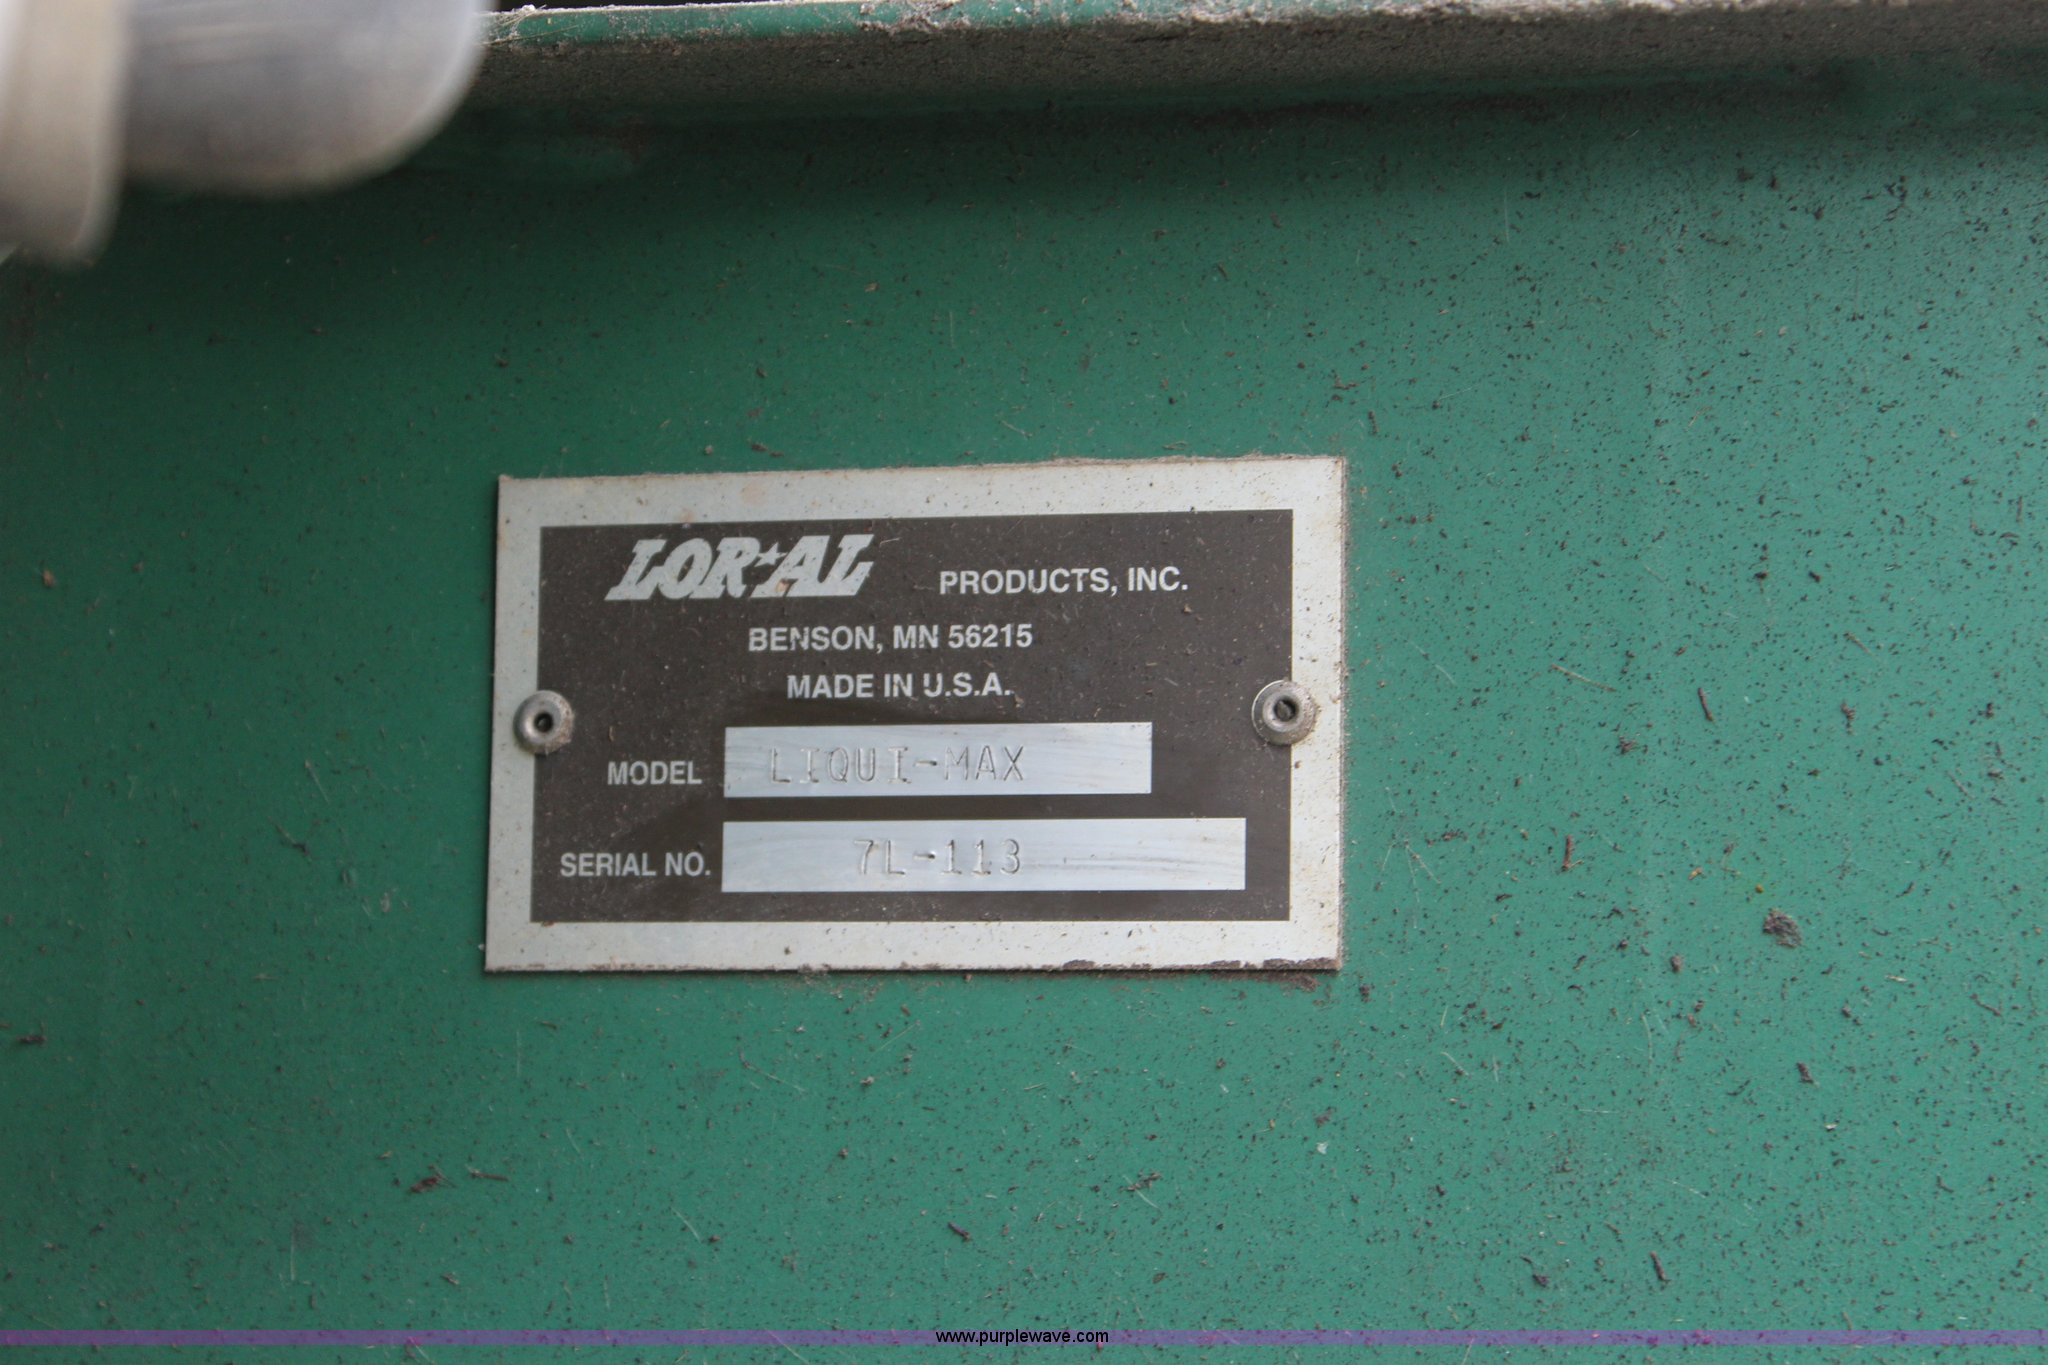 LOR★AL PRODUCTS, INC.
BENSON, MN 56215
MADE IN U.S.A.
MODEL LIQUI-MAX
SERIAL NO. 7L-113
www.purplewave.com